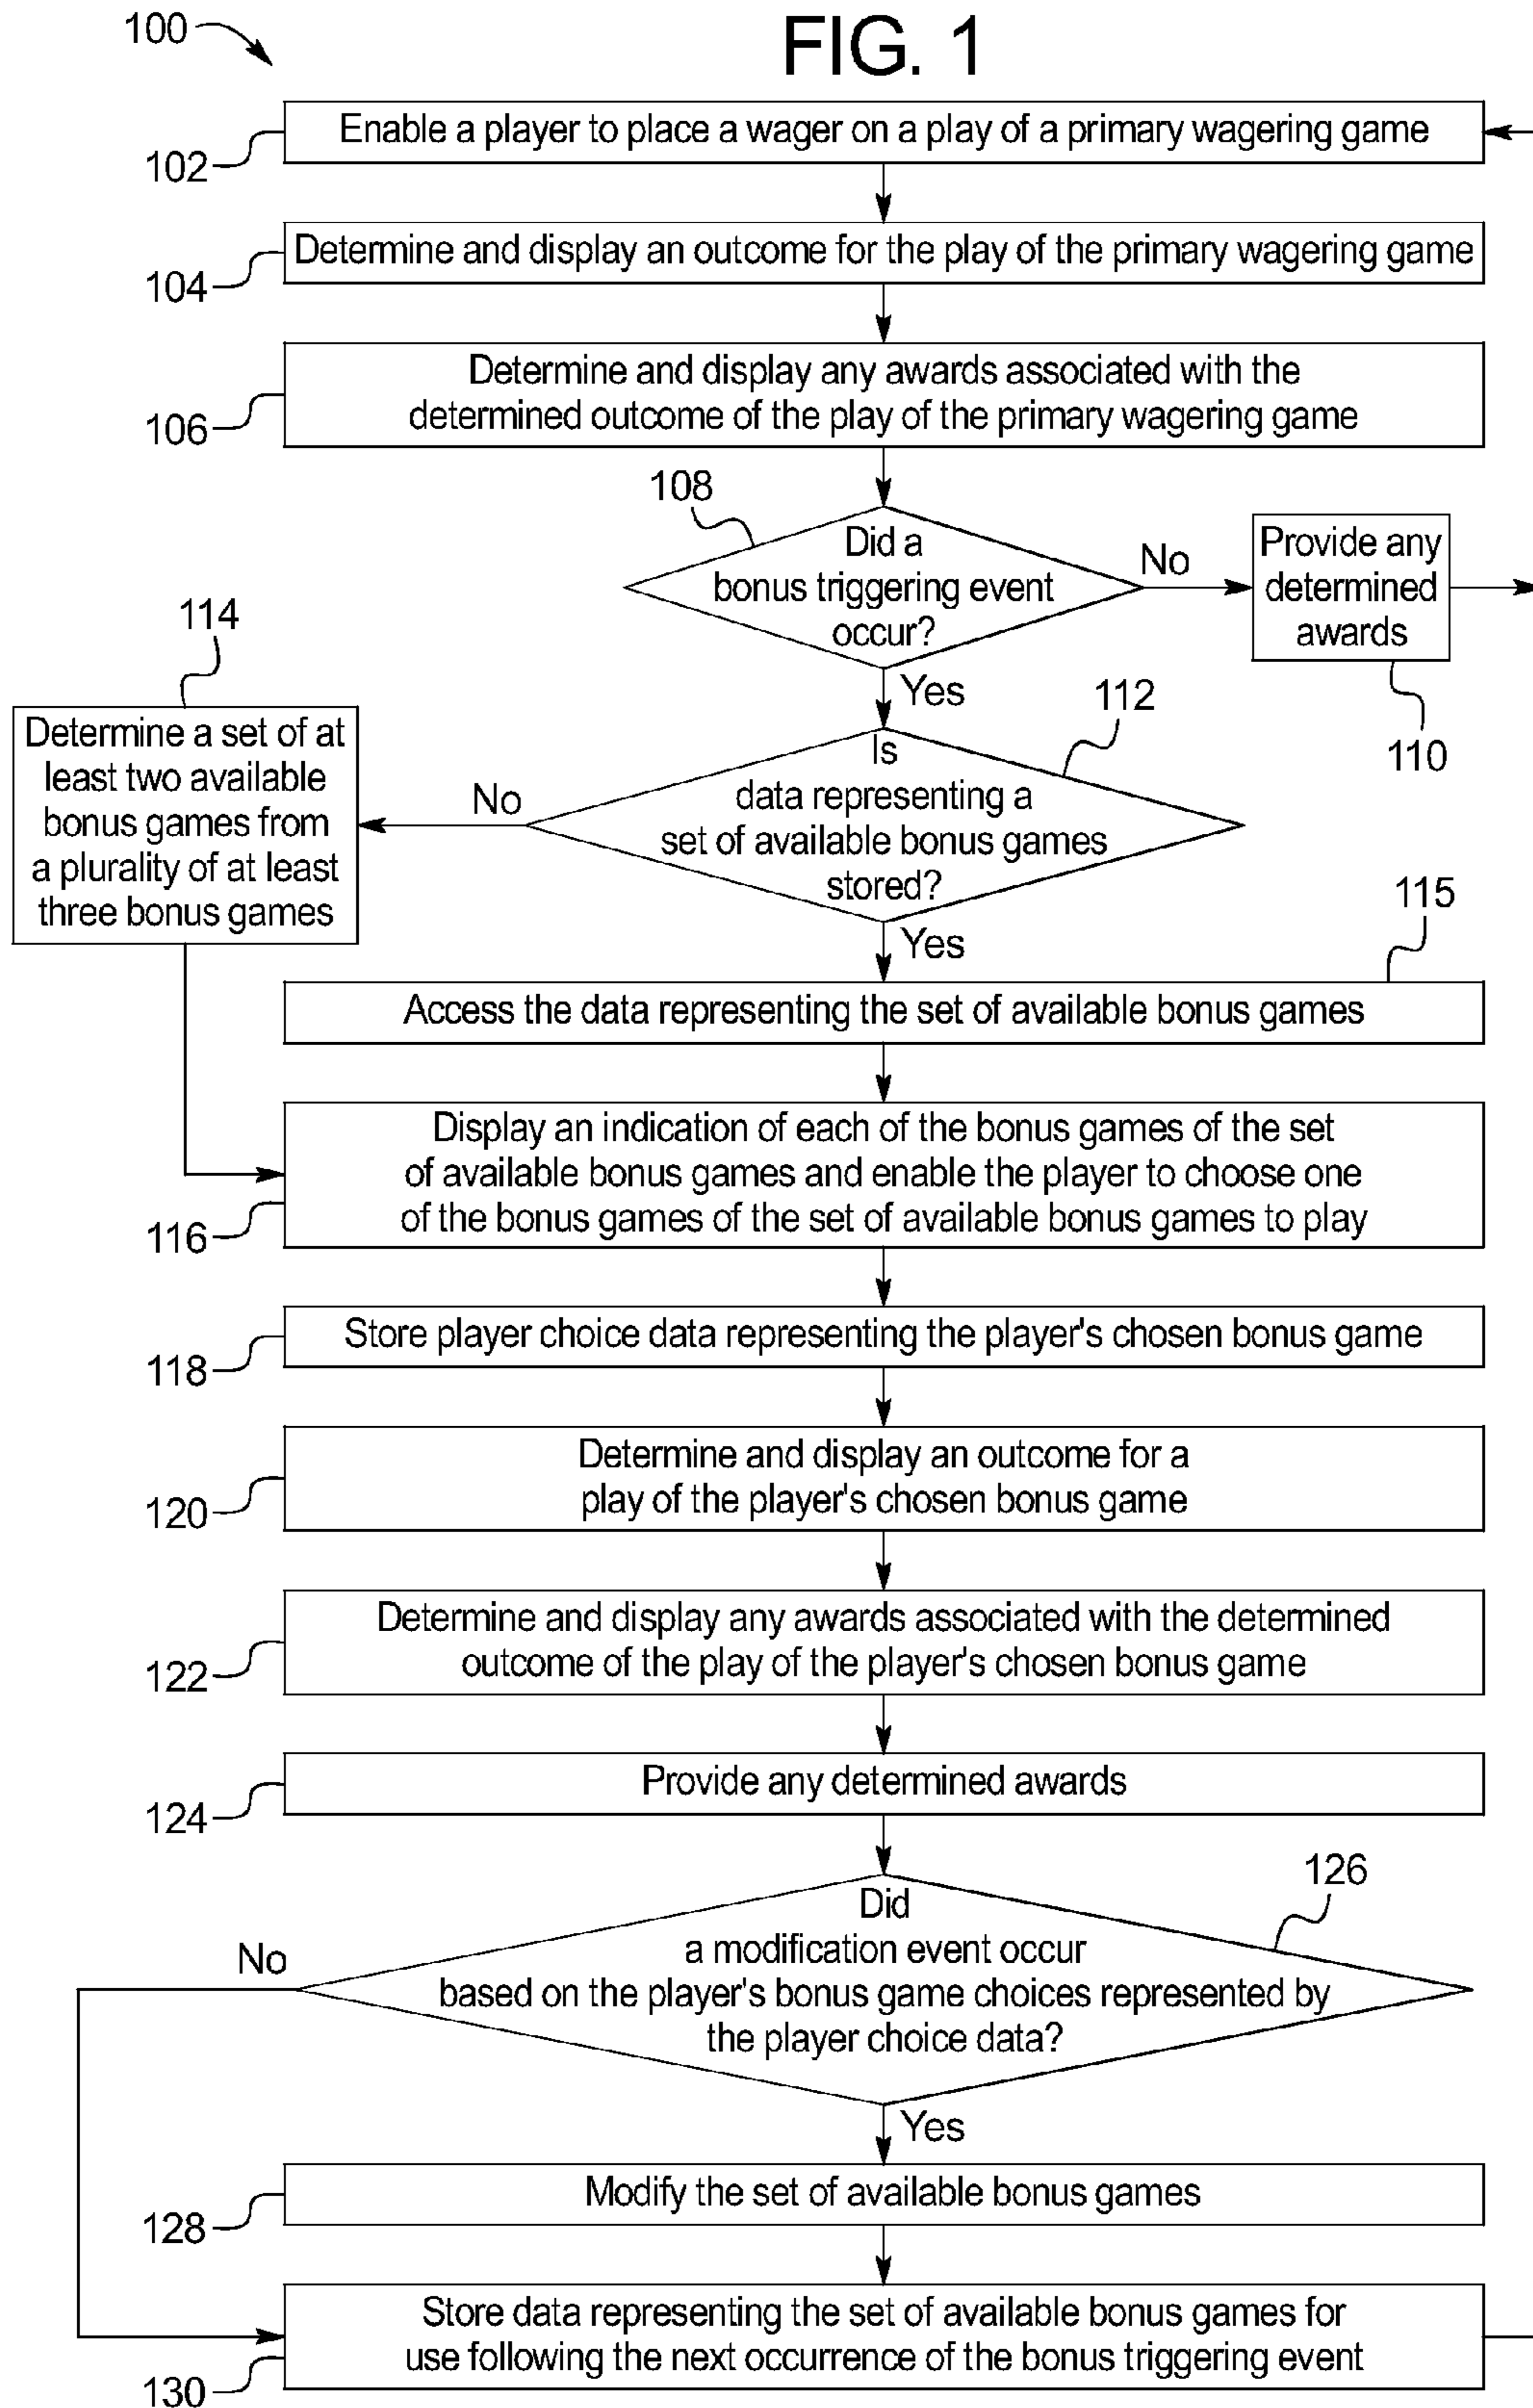 FIG. 1
100
Enable a player to place a wager on a play of a primary wagering game
102
Determine and display an outcome for the play of the primary wagering game
104
Determine and display any awards associated with the
determined outcome of the play of the primary wagering game
106
108
Did a
bonus triggering event
occur?
No
Provide any
determined
awards
110
Yes
112
Is
data representing a
set of available bonus games
stored?
No
114
Determine a set of at
least two available
bonus games from
a plurality of at least
three bonus games
Yes
115
Access the data representing the set of available bonus games
Display an indication of each of the bonus games of the set
of available bonus games and enable the player to choose one
of the bonus games of the set of available bonus games to play
116
Store player choice data representing the player's chosen bonus game
118
Determine and display an outcome for a
play of the player's chosen bonus game
120
Determine and display any awards associated with the determined
outcome of the play of the player's chosen bonus game
122
Provide any determined awards
124
126
Did
a modification event occur
based on the player's bonus game choices represented by
the player choice data?
No
Yes
Modify the set of available bonus games
128
Store data representing the set of available bonus games for
use following the next occurrence of the bonus triggering event
130